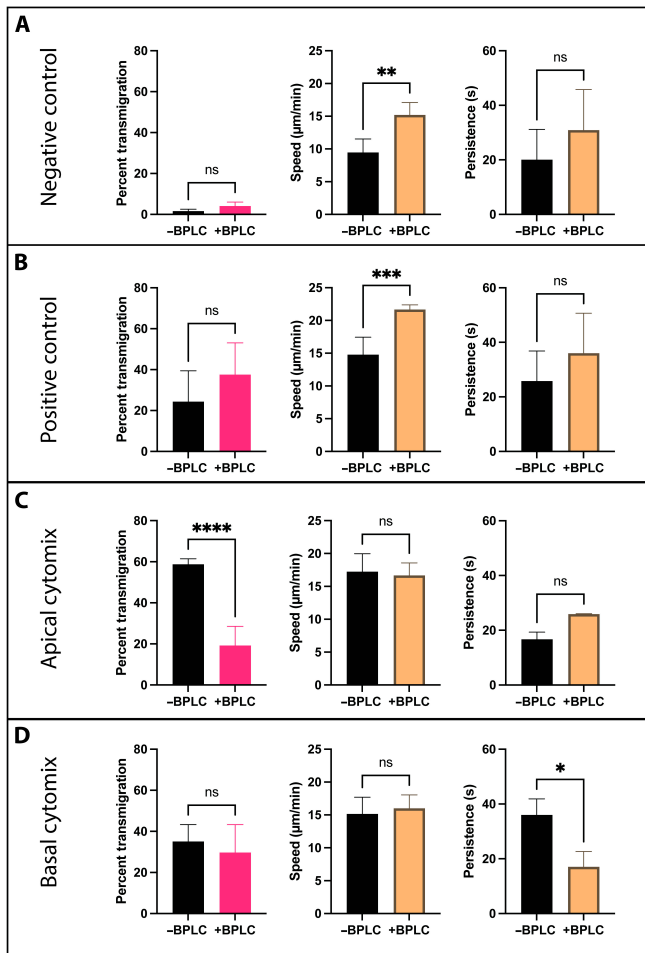 A
Negative control
Percent transmigration
80
60
40
20
0
ns
–BPLC +BPLC
Speed (µm/min)
25
20
15
10
5
0
**
–BPLC +BPLC
Persistence (s)
60
40
20
0
ns
–BPLC +BPLC
B
Positive control
Percent transmigration
80
60
40
20
0
ns
–BPLC +BPLC
Speed (µm/min)
25
20
15
10
5
0
***
–BPLC +BPLC
Persistence (s)
60
40
20
0
ns
–BPLC +BPLC
C
Apical cytomix
Percent transmigration
80
60
40
20
0
****
–BPLC +BPLC
Speed (µm/min)
25
20
15
10
5
0
ns
–BPLC +BPLC
Persistence (s)
60
40
20
0
ns
–BPLC +BPLC
D
Basal cytomix
Percent transmigration
80
60
40
20
0
ns
–BPLC +BPLC
Speed (µm/min)
25
20
15
10
5
0
ns
–BPLC +BPLC
Persistence (s)
60
40
20
0
*
–BPLC +BPLC